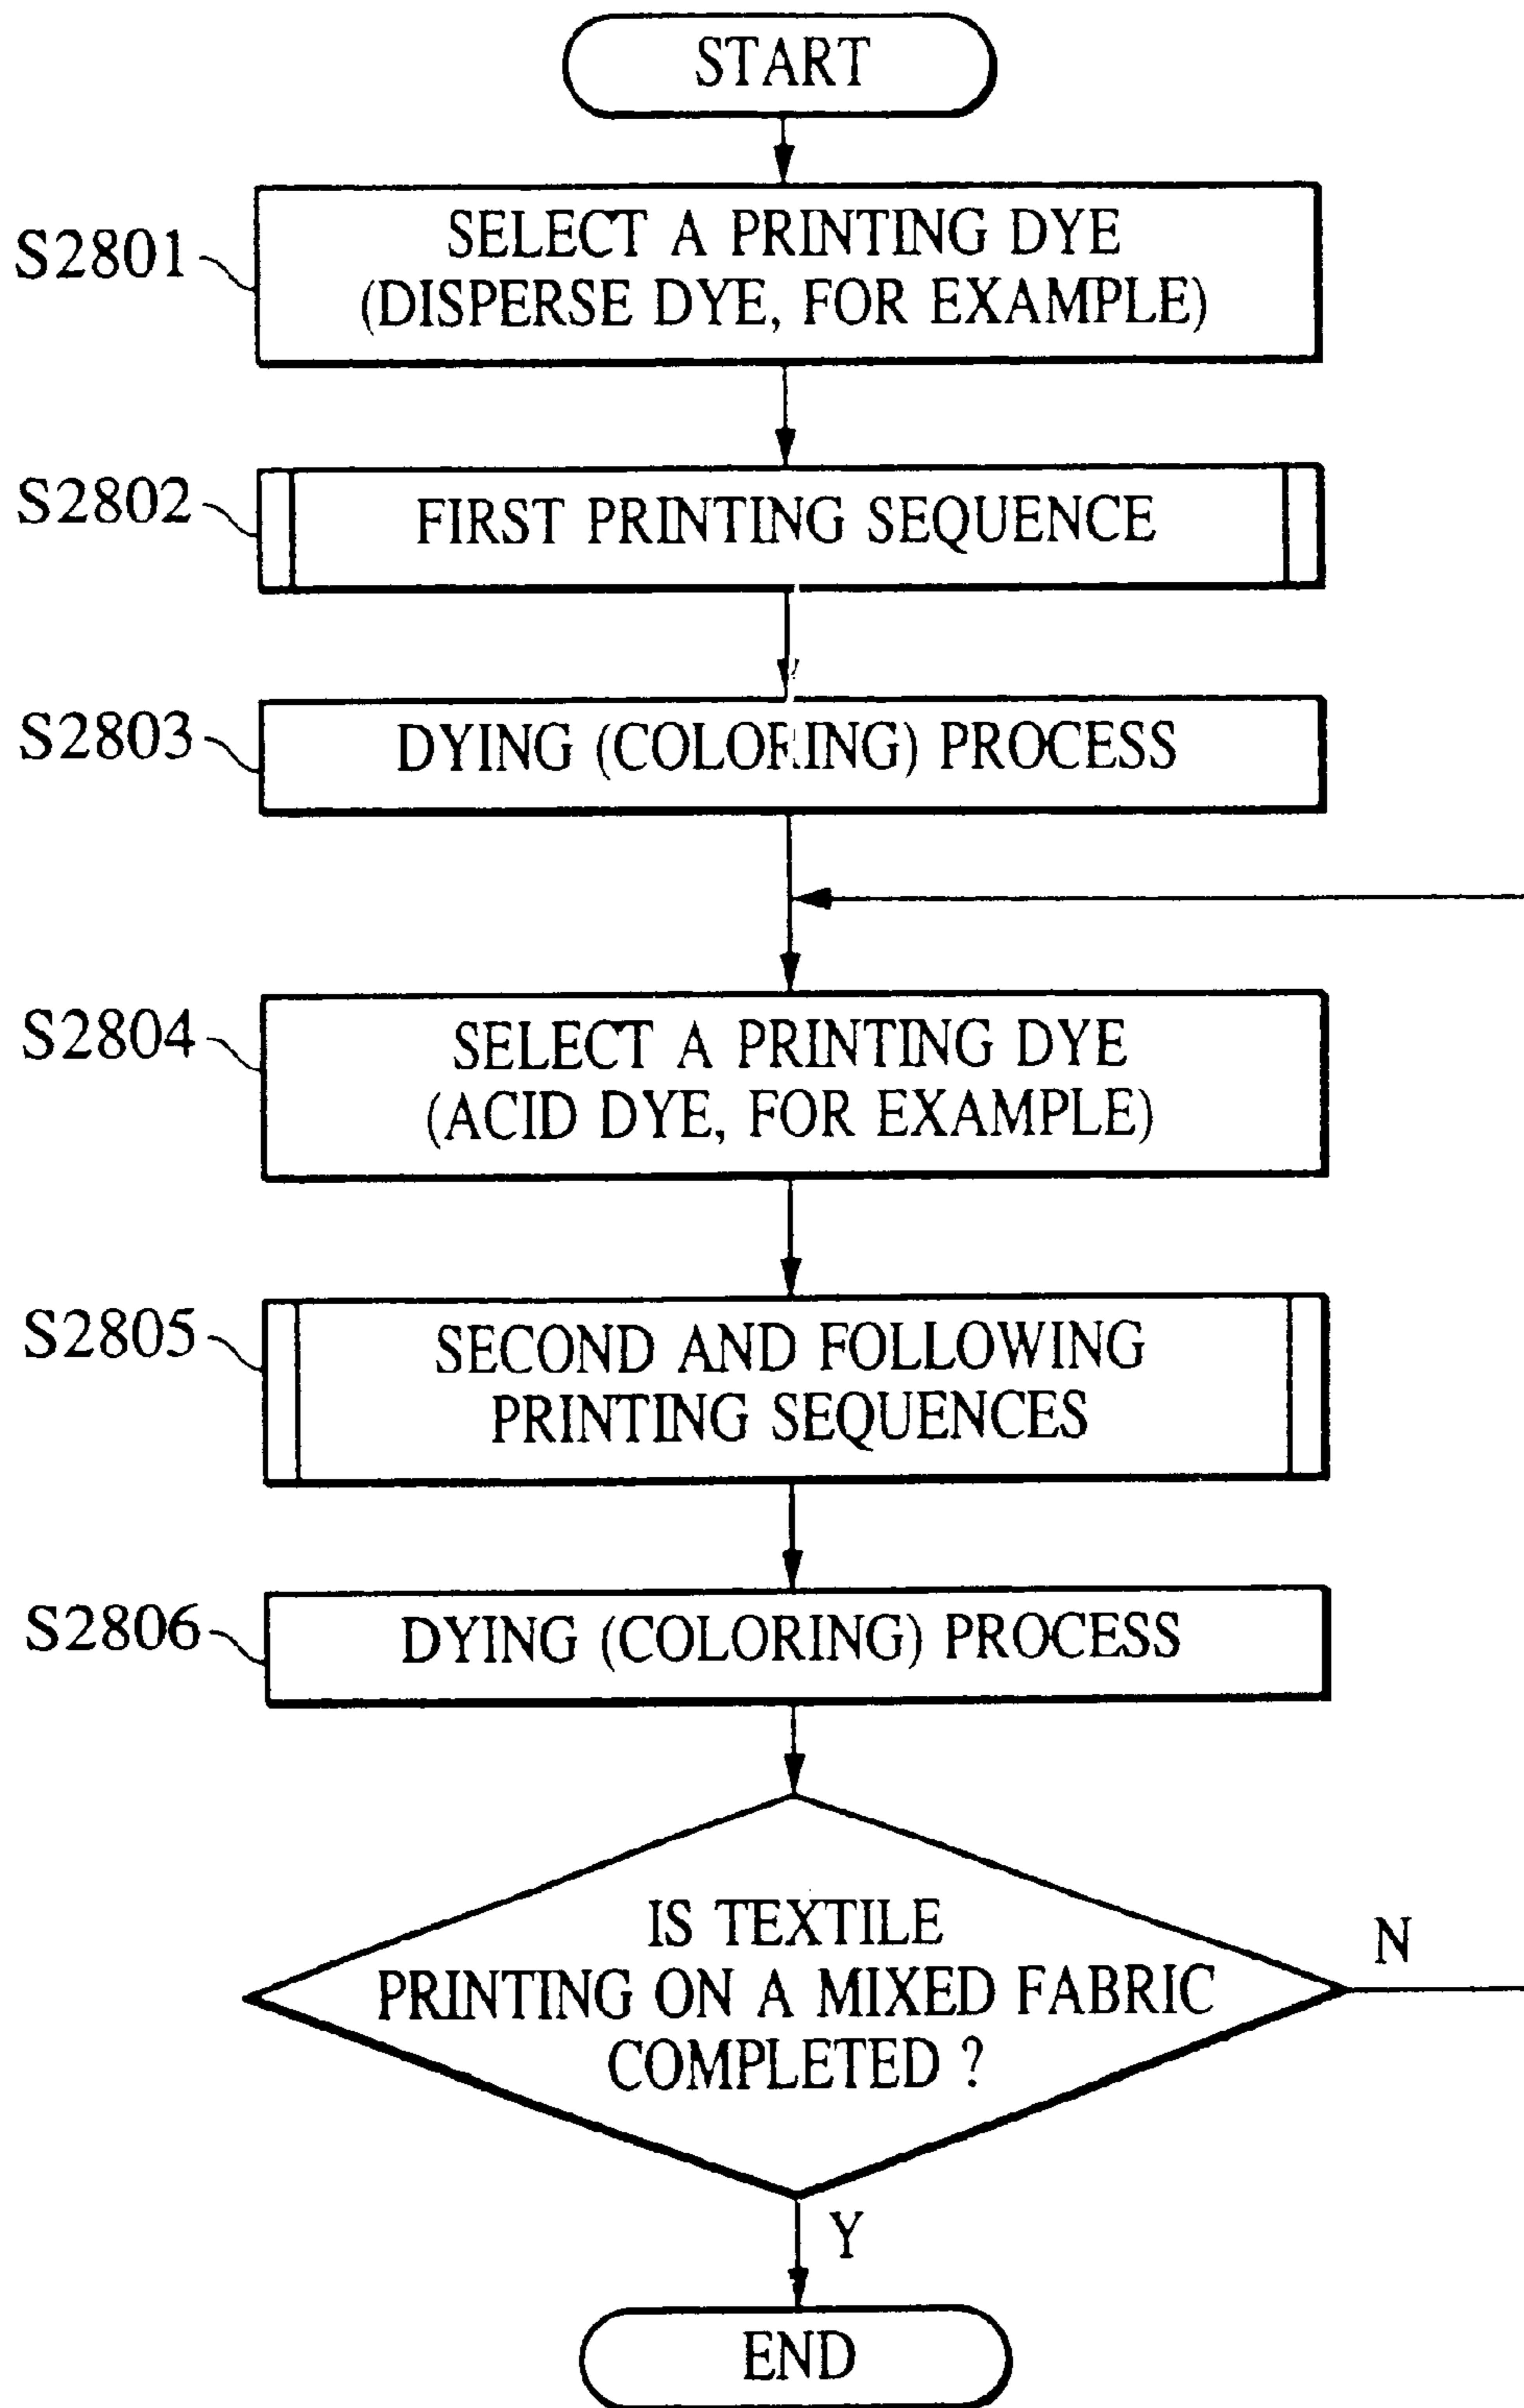 START
S2801
SELECT A PRINTING DYE
(DISPERSE DYE, FOR EXAMPLE)
S2802
FIRST PRINTING SEQUENCE
S2803
DYING (COLORING) PROCESS
S2804
SELECT A PRINTING DYE
(ACID DYE, FOR EXAMPLE)
S2805
SECOND AND FOLLOWING
PRINTING SEQUENCES
S2806
DYING (COLORING) PROCESS
IS TEXTILE
PRINTING ON A MIXED FABRIC
COMPLETED ?
N
Y
END